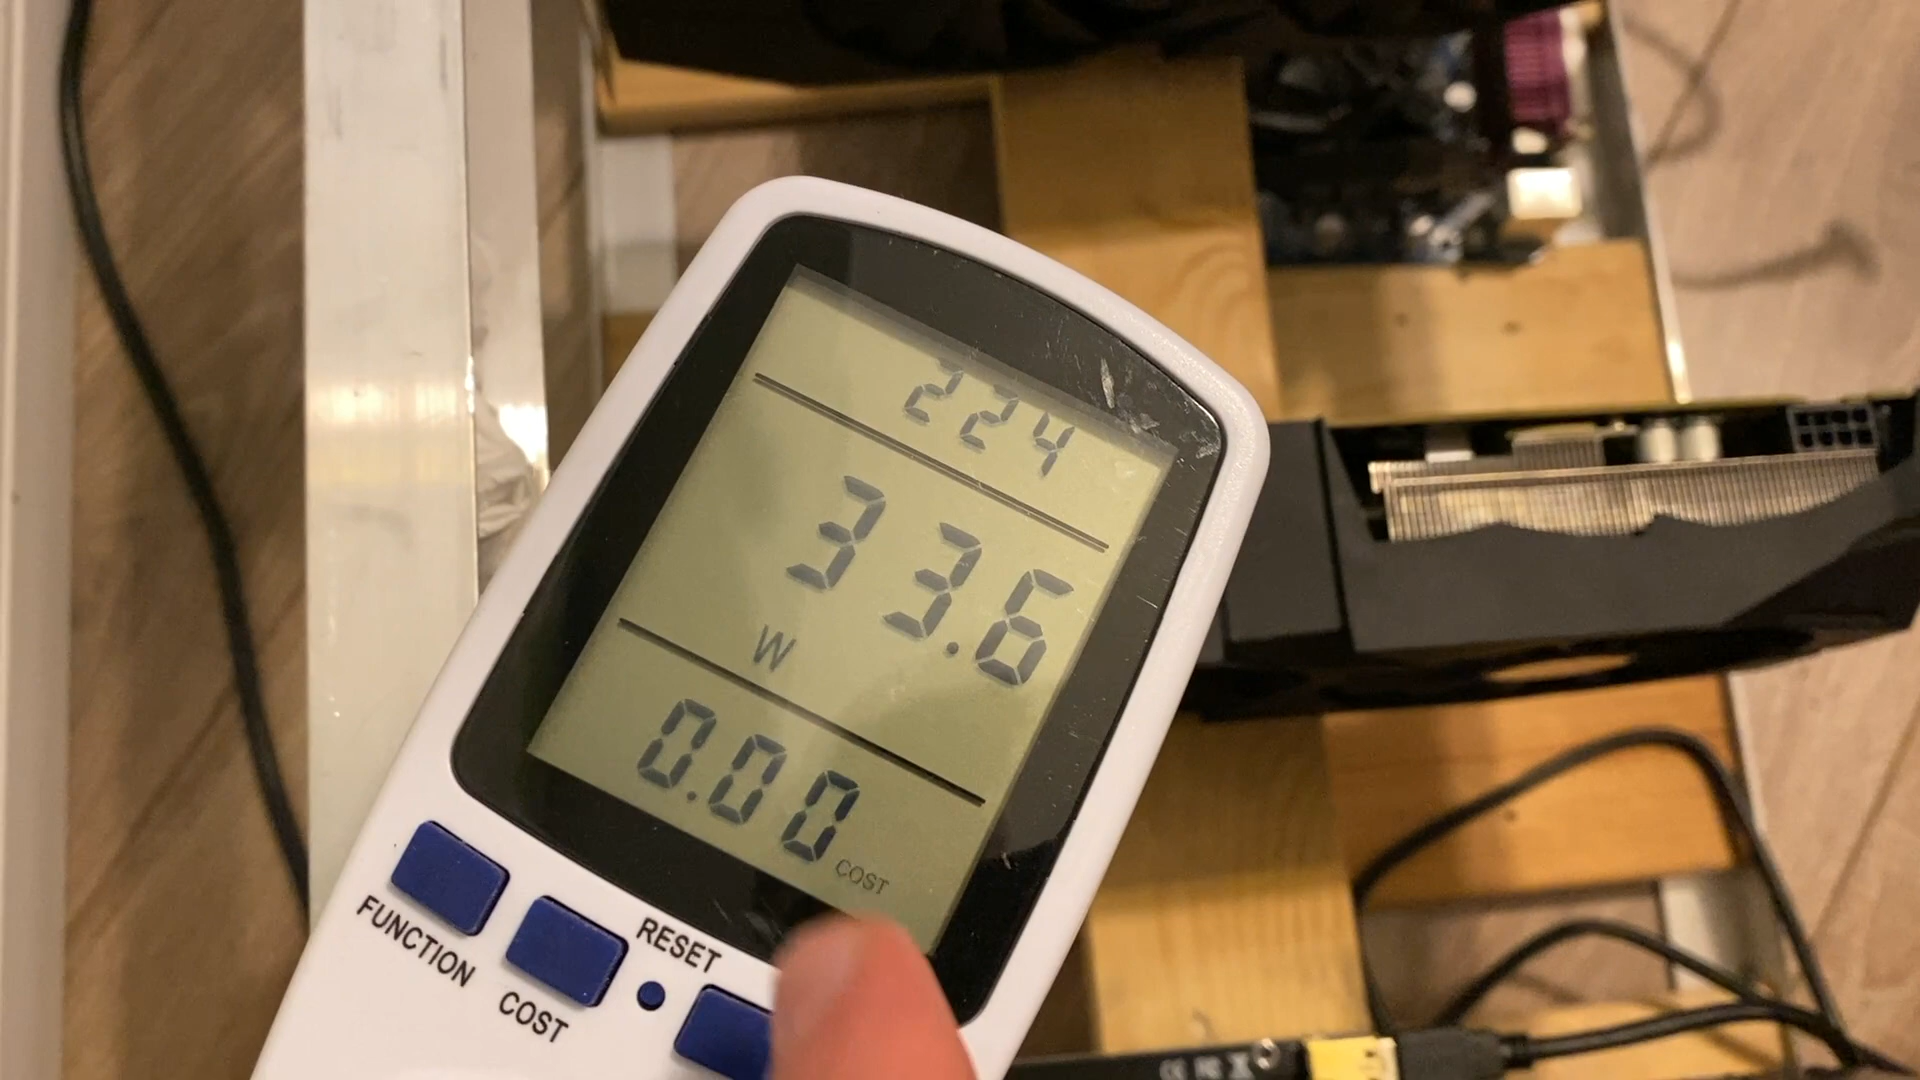 224
33.6
W
0.00
COST
FUNCTION
COST
RESET